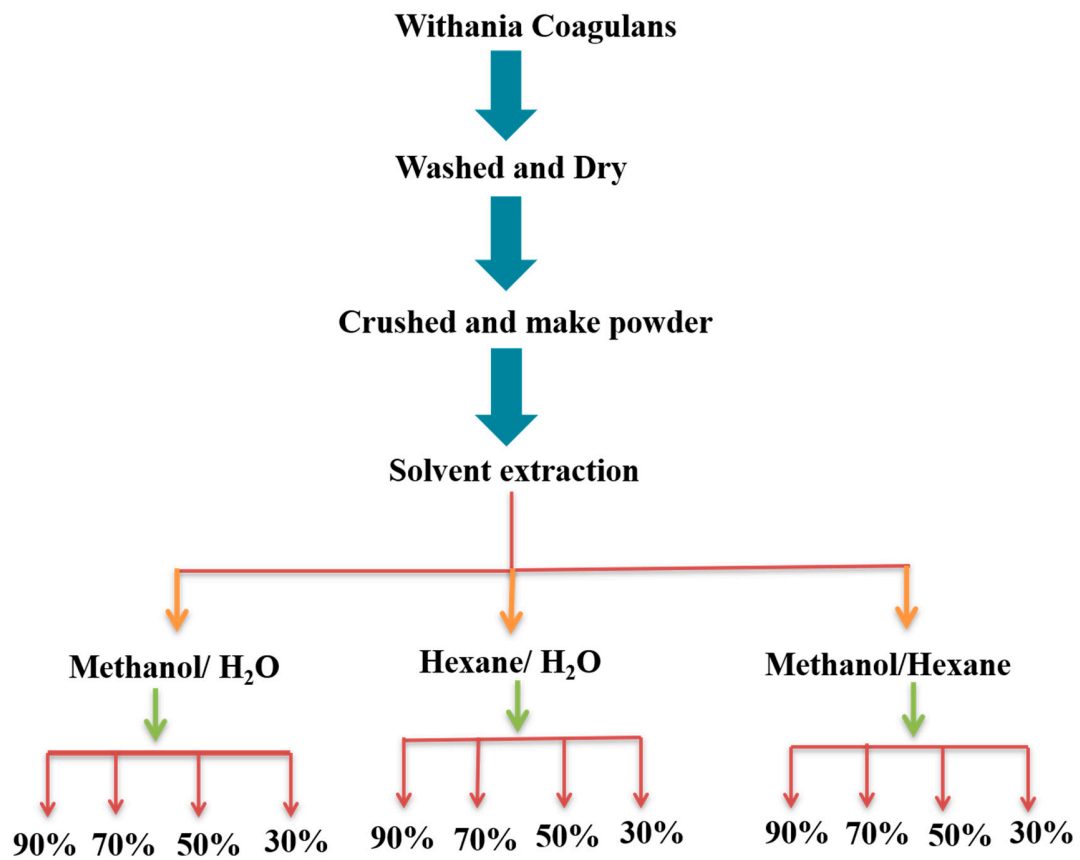 Withania Coagulans
Washed and Dry
Crushed and make powder
Solvent extraction
Methanol/ H₂O
Hexane/ H₂O
Methanol/Hexane
90% 70% 50% 30%
90% 70% 50% 30%
90% 70% 50% 30%